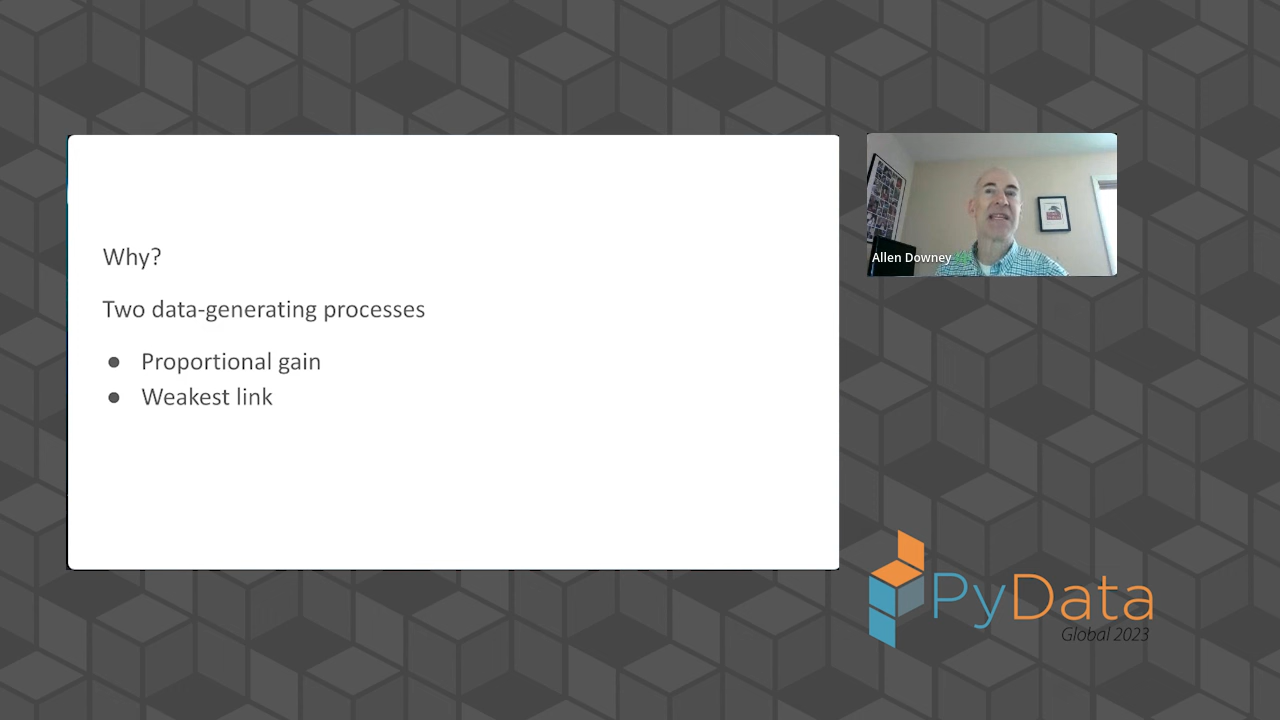 Why?
Two data-generating processes
● Proportional gain
● Weakest link
Allen Downey
PyData
Global 2023